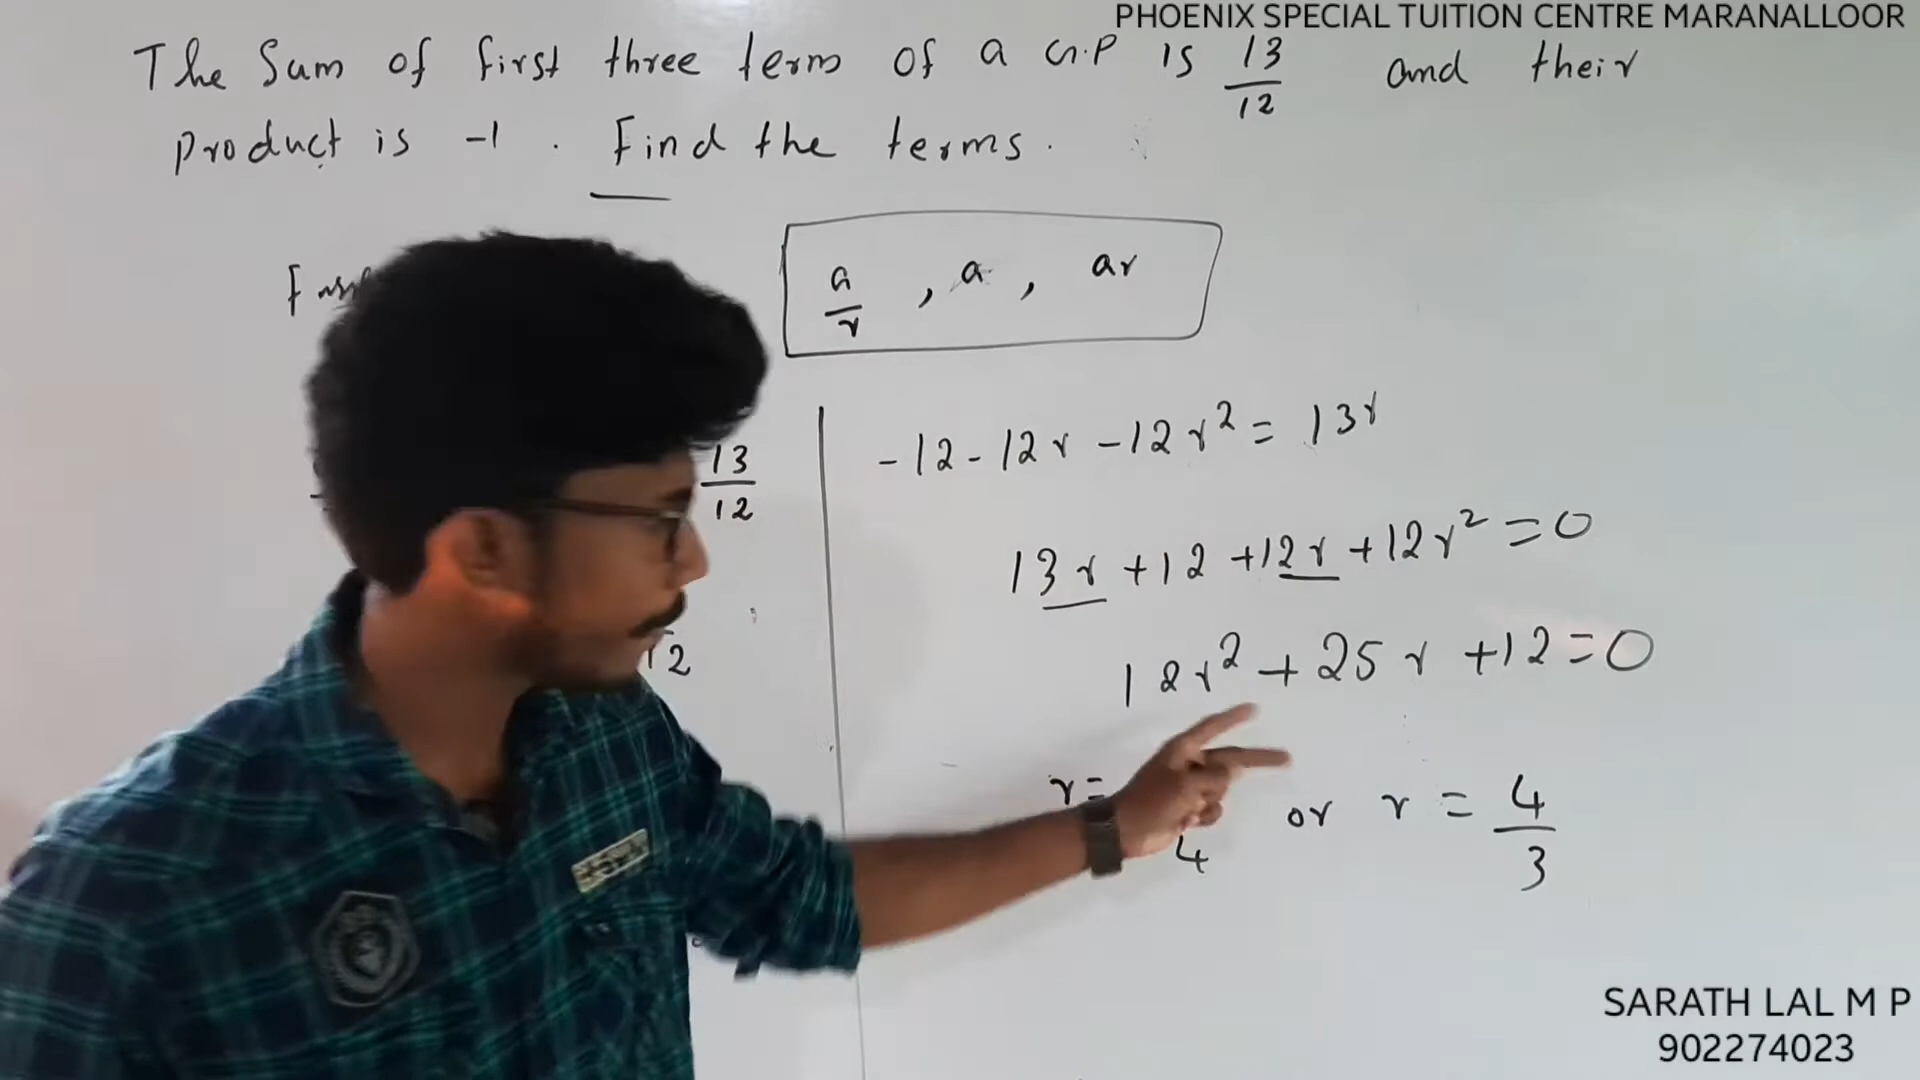 PHOENIX SPECIAL TUITION CENTRE MARANALLOOR
The Sum of first three term of a G.P is 13/12 and their
product is -1 . Find the terms.
a/r , a , ar
13/12
12
-12 - 12r - 12r² = 13r
13r + 12 + 12r + 12r² = 0
12r² + 25r + 12 = 0
r = 4 or r = 4/3
SARATH LAL M P
902274023